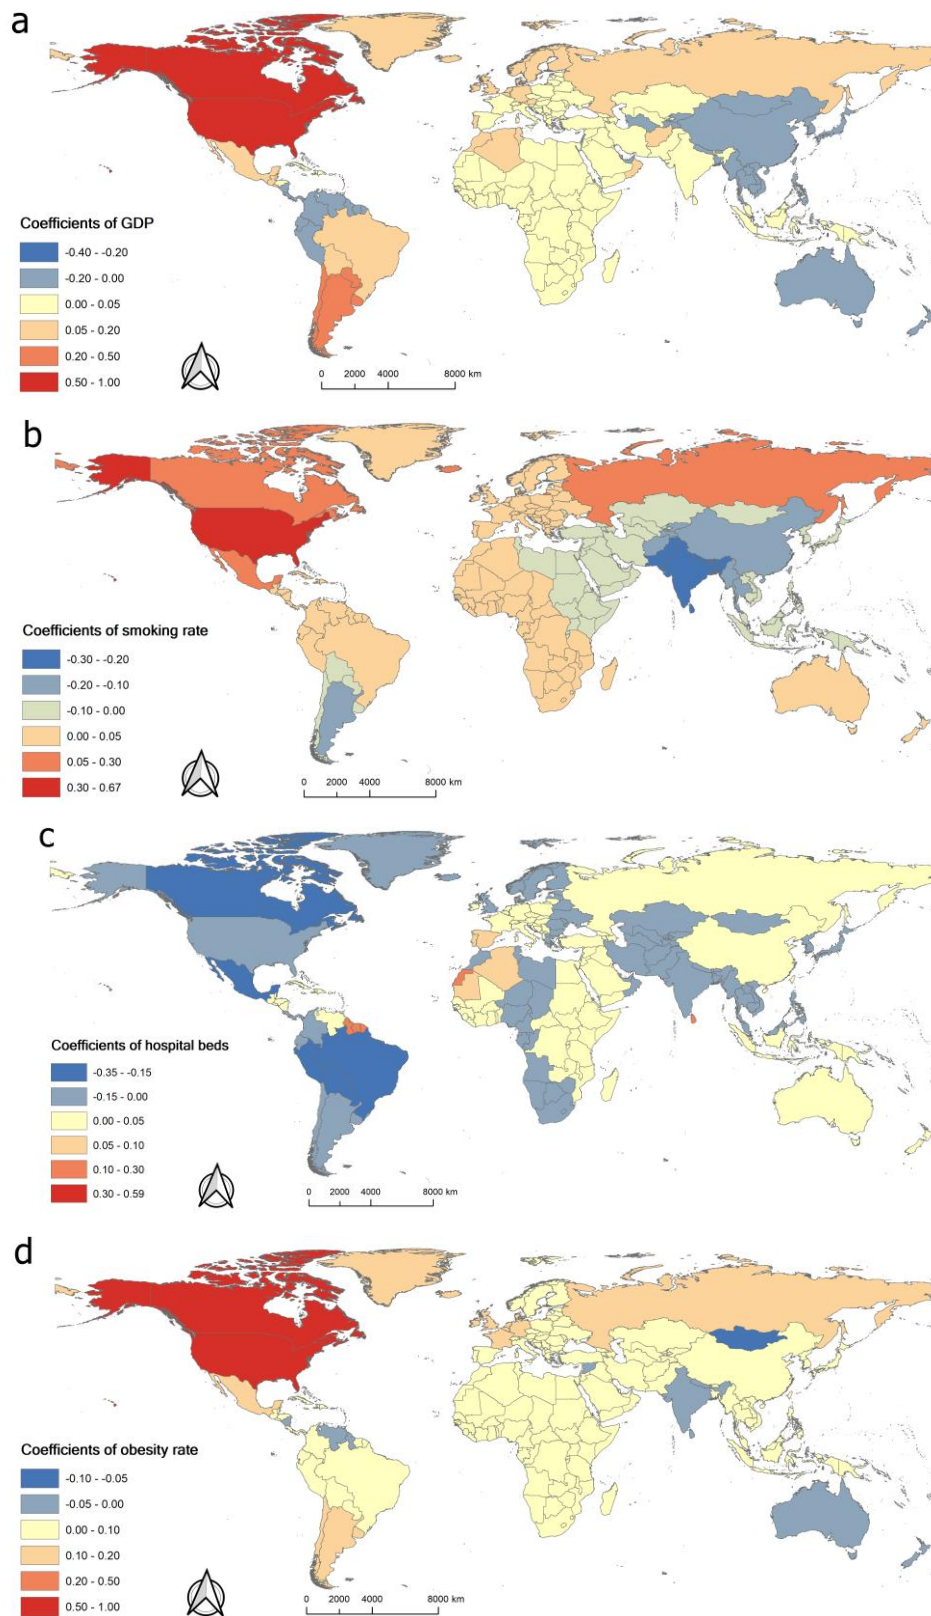 a
Coefficients of GDP
-0.40 - -0.20
-0.20 - 0.00
0.00 - 0.05
0.05 - 0.20
0.20 - 0.50
0.50 - 1.00
0 2000 4000 8000 km
b
Coefficients of smoking rate
-0.30 - -0.20
-0.20 - -0.10
-0.10 - 0.00
0.00 - 0.05
0.05 - 0.30
0.30 - 0.67
0 2000 4000 8000 km
c
Coefficients of hospital beds
-0.35 - -0.15
-0.15 - 0.00
0.00 - 0.05
0.05 - 0.10
0.10 - 0.30
0.30 - 0.59
0 2000 4000 8000 km
d
Coefficients of obesity rate
-0.10 - -0.05
-0.05 - 0.00
0.00 - 0.10
0.10 - 0.20
0.20 - 0.50
0.50 - 1.00
0 2000 4000 8000 km